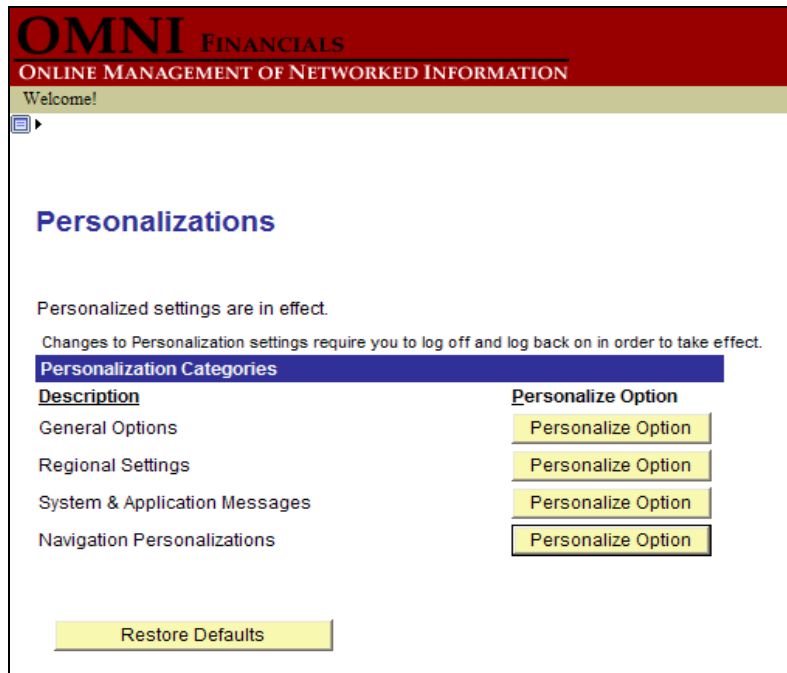 OMNI FINANCIALS
ONLINE MANAGEMENT OF NETWORKED INFORMATION
Welcome!
Personalizations
Personalized settings are in effect.
Changes to Personalization settings require you to log off and log back on in order to take effect.
Personalization Categories
Description Personalize Option
General Options Personalize Option
Regional Settings Personalize Option
System & Application Messages Personalize Option
Navigation Personalizations Personalize Option
Restore Defaults